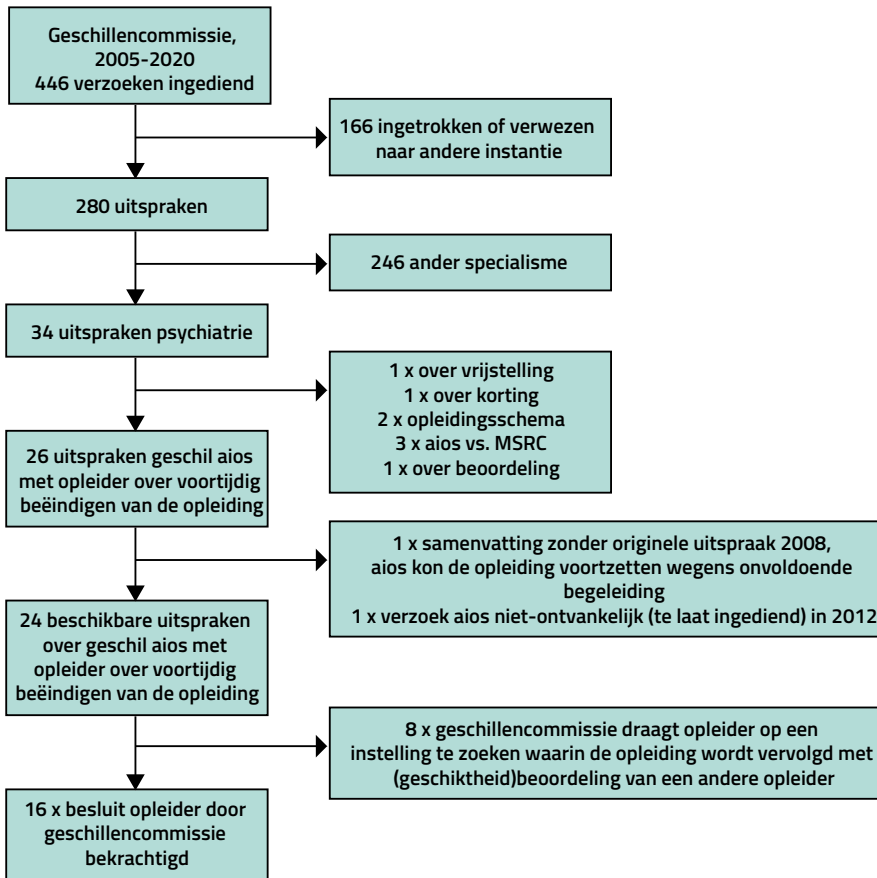 Geschillencommissie,
2005-2020
446 verzoeken ingediend
166 ingetrokken of verwezen
naar andere instantie
280 uitspraken
246 ander specialisme
34 uitspraken psychiatrie
1 x over vrijstelling
1 x over korting
2 x opleidingsschema
3 x aios vs. MSRC
1 x over beoordeling
26 uitspraken geschil aios
met opleider over voortijdig
beëindigen van de opleiding
1 x samenvatting zonder originele uitspraak 2008,
aios kon de opleiding voortzetten wegens onvoldoende
begeleiding
1 x verzoek aios niet-ontvankelijk (te laat ingediend) in 2012
24 beschikbare uitspraken
over geschil aios met
opleider over voortijdig
beëindigen van de opleiding
8 x geschillencommissie draagt opleider op een
instelling te zoeken waarin de opleiding wordt vervolgd met
(geschiktheid)beoordeling van een andere opleider
16 x besluit opleider door
geschillencommissie
bekrachtigd